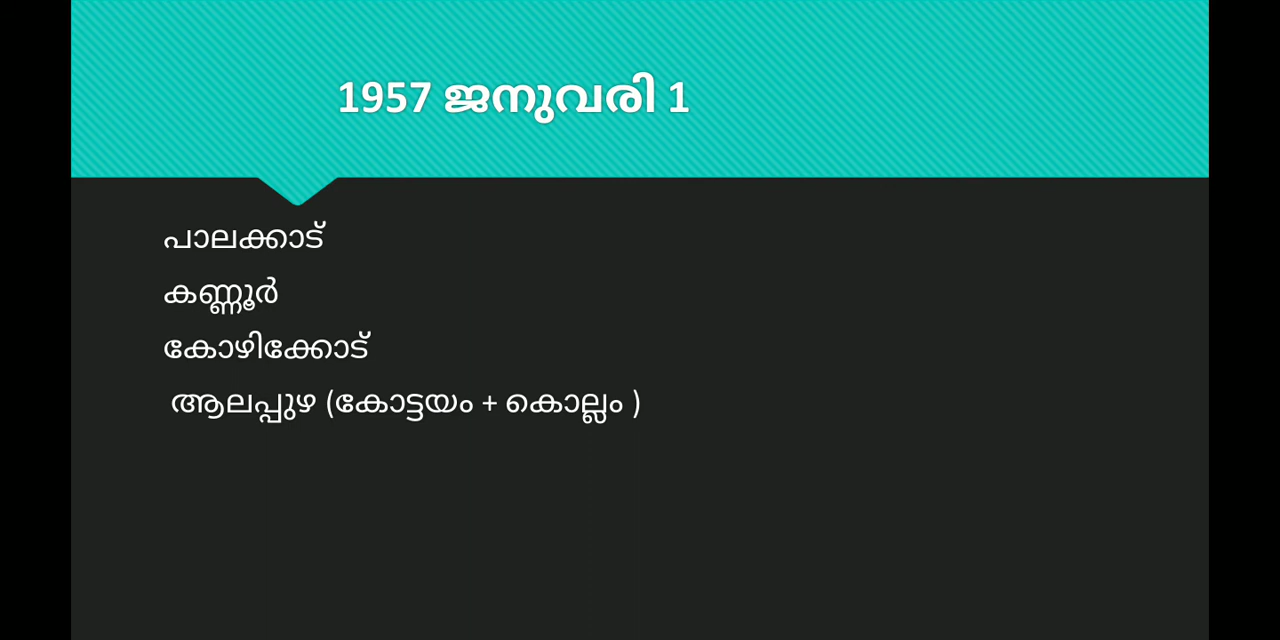 1957 ജനുവരി 1
പാലക്കാട്
കണ്ണൂർ
കോഴിക്കോട്
ആലപ്പുഴ (കോട്ടയം + കൊല്ലം )